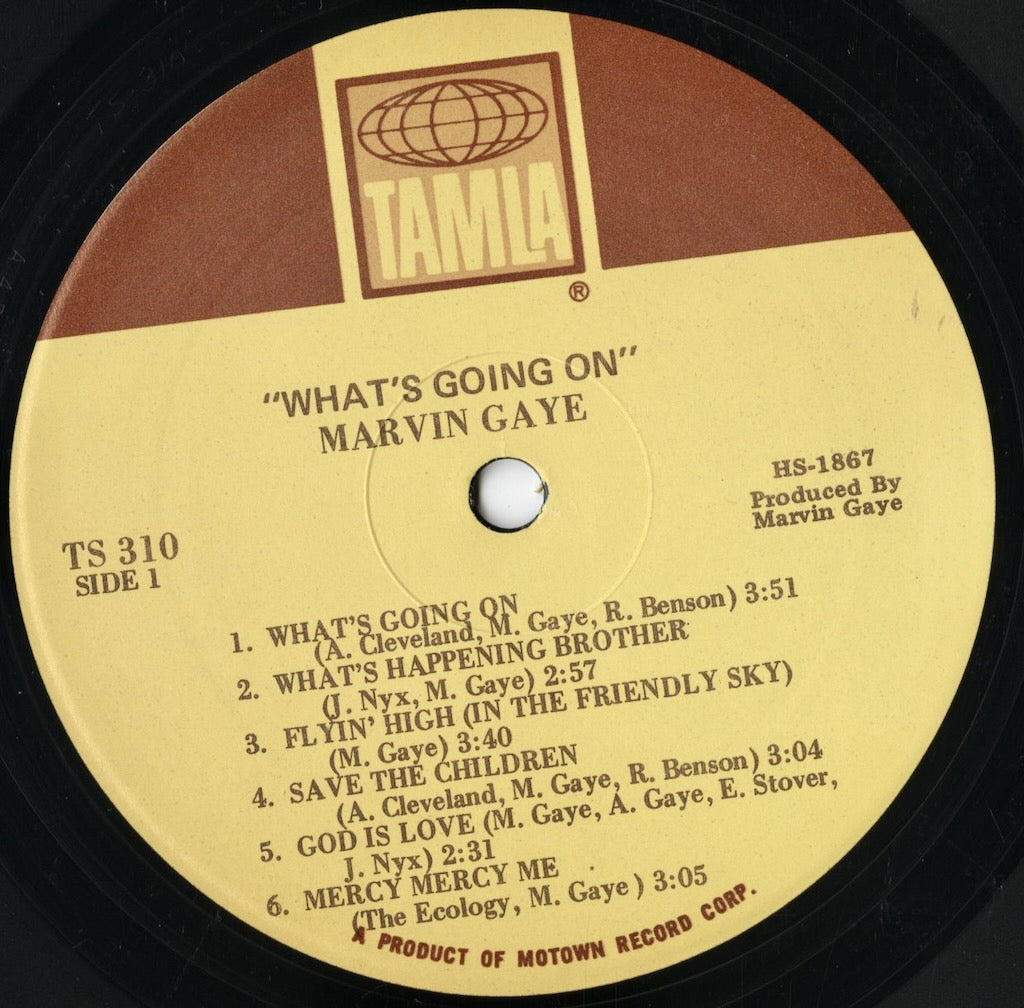 TAMLA
®
"WHAT'S GOING ON"
MARVIN GAYE
HS-1867
Produced By
Marvin Gaye
TS 310
SIDE 1
1. WHAT'S GOING ON
(A. Cleveland, M. Gaye, R. Benson) 3:51
2. WHAT'S HAPPENING BROTHER
(J. Nyx, M. Gaye) 2:57
3. FLYIN' HIGH (IN THE FRIENDLY SKY)
(M. Gaye) 3:40
4. SAVE THE CHILDREN
(A. Cleveland, M. Gaye, R. Benson) 3:04
5. GOD IS LOVE (M. Gaye, A. Gaye, E. Stover,
J. Nyx) 2:31
6. MERCY MERCY ME
(The Ecology, M. Gaye ) 3:05
A PRODUCT OF MOTOWN RECORD CORP.